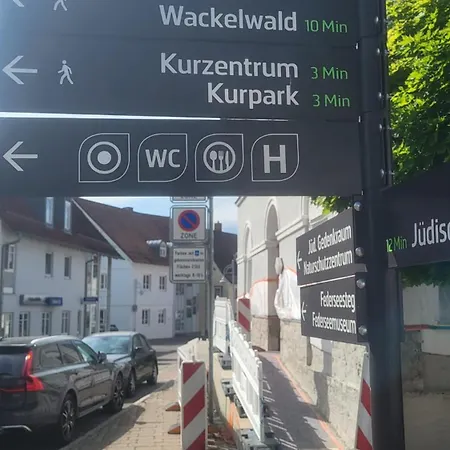 Wackelwald 10 Min
Kurzentrum 3 Min
Kurpark 3 Min
WC
H
ZONE
Jüd. Gedenkraum
Naturschutzzentrum
Federseesteg
Federseemuseum
12 Min Jüdis